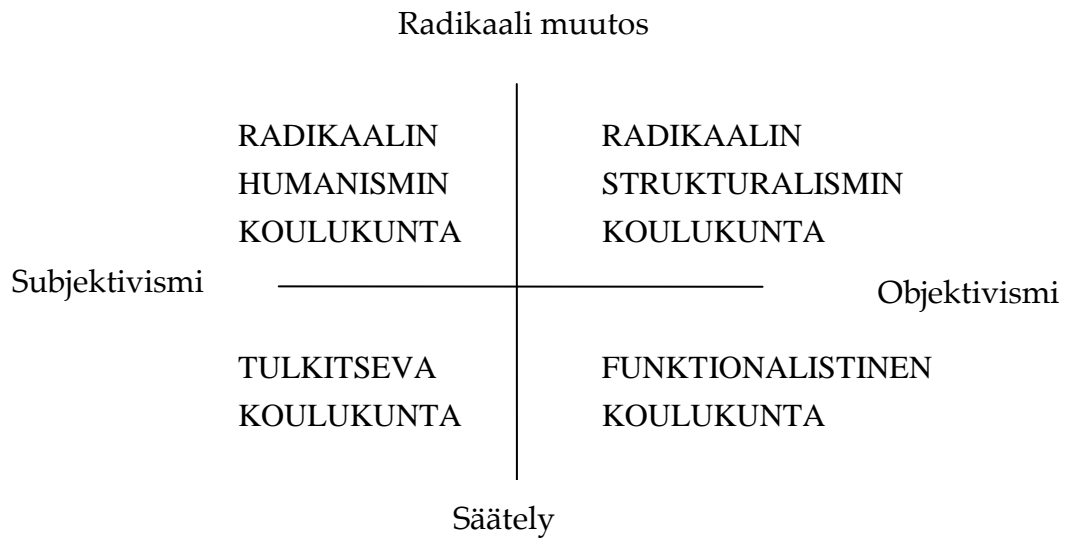 Radikaali muutos
RADIKAALIN
HUMANISMIN
KOULUKUNTA
RADIKAALIN
STRUKTURALISMIN
KOULUKUNTA
Subjektivismi
Objektivismi
TULKITSEVA
KOULUKUNTA
FUNKTIONALISTINEN
KOULUKUNTA
Säätely